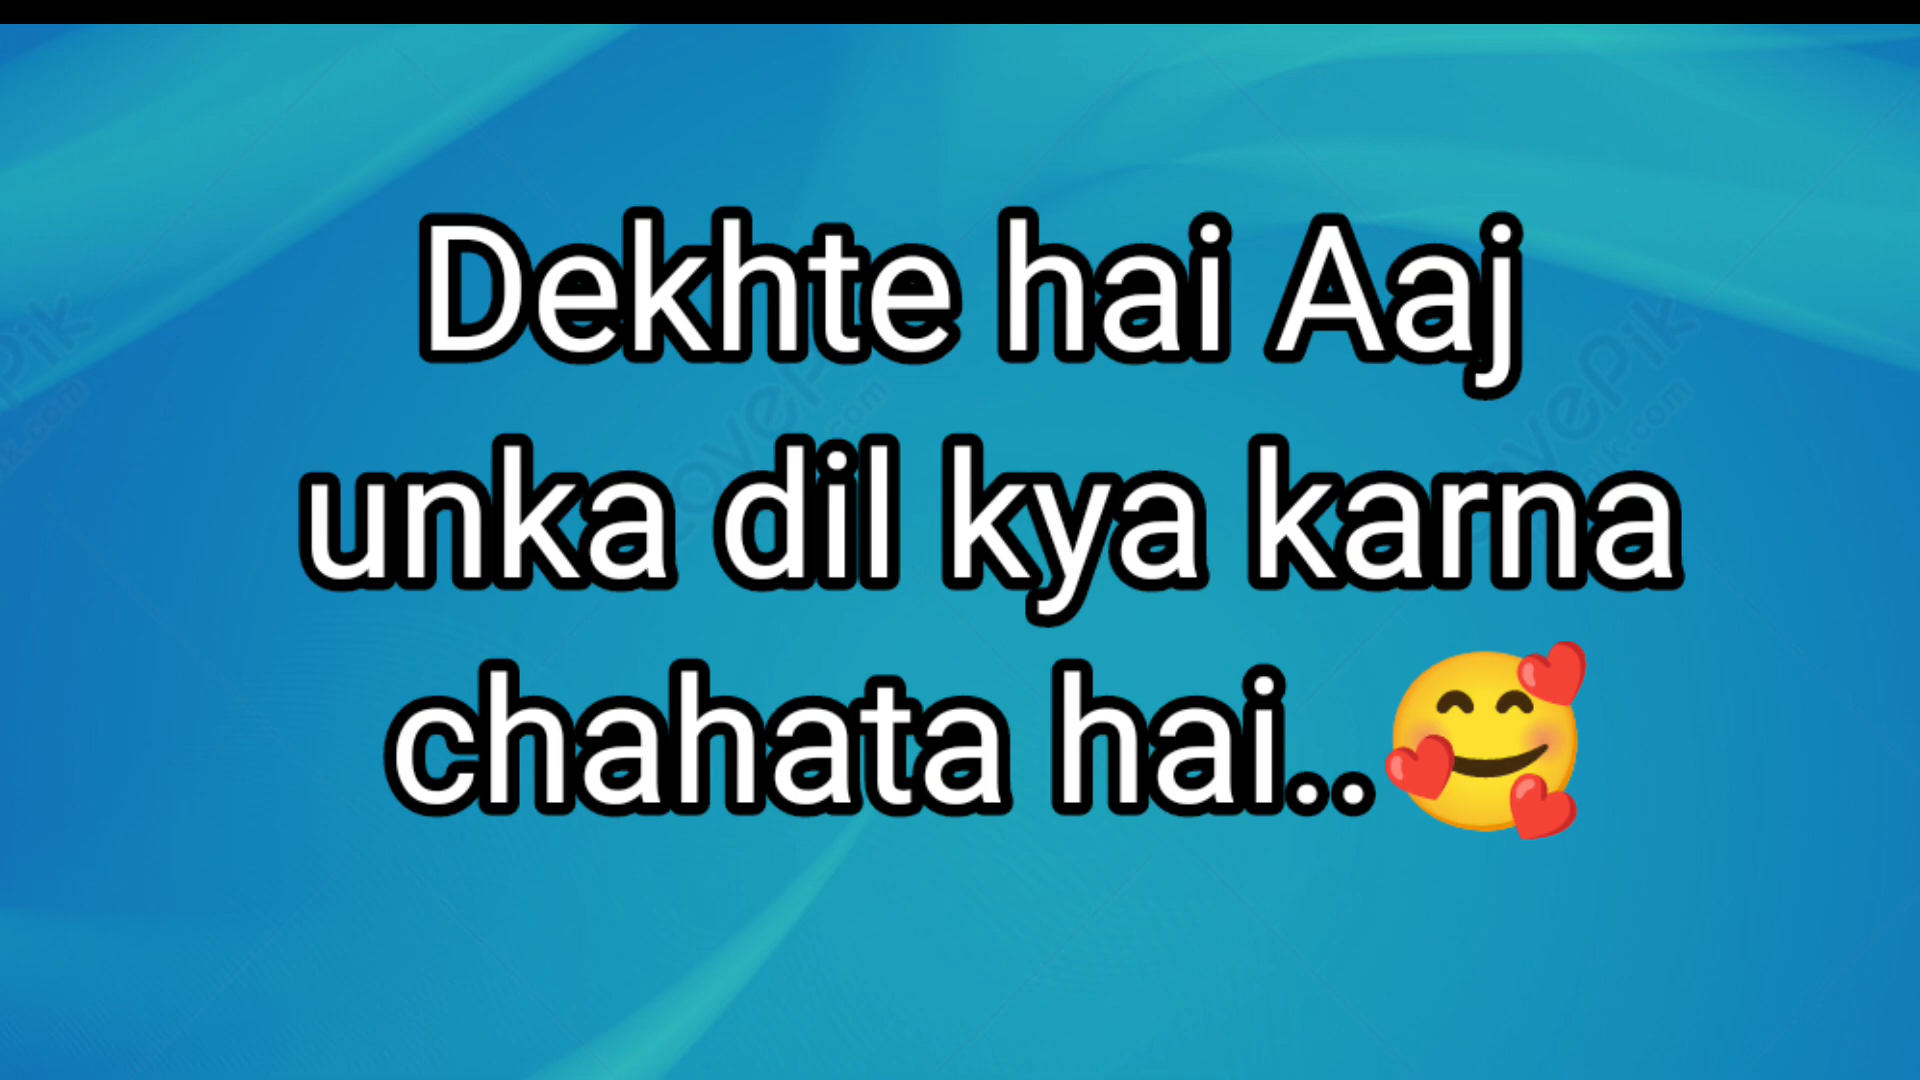 Dekhte hai Aaj
unka dil kya karna
chahata hai..🥰